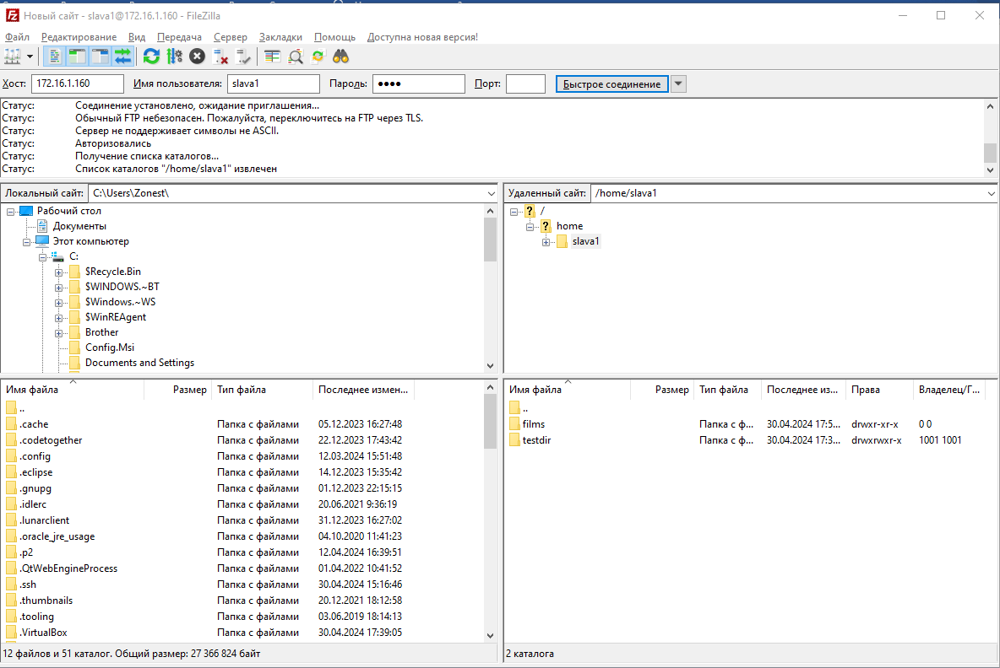 Новый сайт - slava1@172.16.1.160 - FileZilla
Файл Редактирование Вид Передача Сервер Закладки Помощь Доступна новая версия!
Хост: 172.16.1.160 Имя пользователя: slava1 Пароль: ●●●● Порт: Быстрое соединение
Статус: Соединение установлено, ожидание приглашения...
Статус: Обычный FTP небезопасен. Пожалуйста, переключитесь на FTP через TLS.
Статус: Сервер не поддерживает символы не ASCII.
Статус: Авторизовались
Статус: Получение списка каталогов...
Статус: Список каталогов "/home/slava1" извлечен
Локальный сайт: C:\Users\Zonest\
Рабочий стол
Документы
Этот компьютер
C:
$Recycle.Bin
$WINDOWS.~BT
$Windows.~WS
$WinREAgent
Brother
Config.Msi
Documents and Settings
Удаленный сайт: /home/slava1
/
home
slava1
Имя файла Размер Тип файла Последнее измен...
..
.cache Папка с файлами 05.12.2023 16:27:48
.codetogether Папка с файлами 22.12.2023 17:43:42
.config Папка с файлами 12.03.2024 15:51:48
.eclipse Папка с файлами 14.12.2023 15:35:42
.gnupg Папка с файлами 01.12.2023 22:15:15
.idlerc Папка с файлами 20.06.2021 9:36:19
.lunarclient Папка с файлами 31.12.2023 16:27:02
.oracle_jre_usage Папка с файлами 04.10.2020 11:41:23
.p2 Папка с файлами 12.04.2024 16:39:51
.QtWebEngineProcess Папка с файлами 01.04.2022 10:41:52
.ssh Папка с файлами 30.04.2024 15:16:46
.thumbnails Папка с файлами 20.12.2021 18:12:58
.tooling Папка с файлами 03.06.2019 18:14:13
.VirtualBox Папка с файлами 30.04.2024 17:39:05
12 файлов и 51 каталог. Общий размер: 27 366 824 байт
Имя файла Размер Тип файла Последнее из... Права Владелец/Г...
..
films Папка с ф... 30.04.2024 17:5... drwxr-xr-x 0 0
testdir Папка с ф... 30.04.2024 17:3... drwxrwxr-x 1001 1001
2 каталога